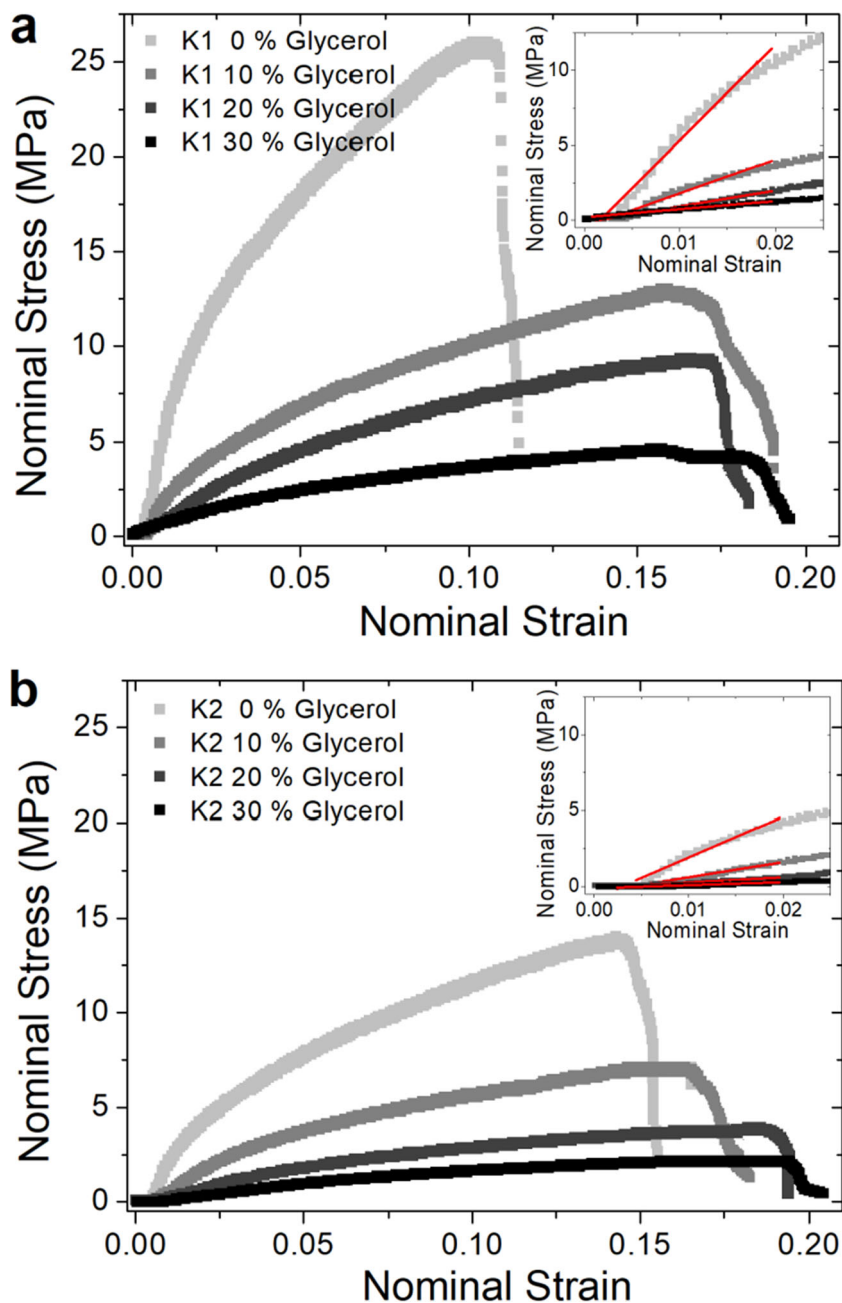 a
K1 0 % Glycerol
K1 10 % Glycerol
K1 20 % Glycerol
K1 30 % Glycerol
Nominal Stress (MPa)
25
20
15
10
5
0
0.00 0.05 0.10 0.15 0.20
Nominal Strain
Nominal Stress (MPa)
10
5
0
0.00 0.01 0.02
Nominal Strain
b
K2 0 % Glycerol
K2 10 % Glycerol
K2 20 % Glycerol
K2 30 % Glycerol
Nominal Stress (MPa)
25
20
15
10
5
0
0.00 0.05 0.10 0.15 0.20
Nominal Strain
Nominal Stress (MPa)
10
5
0
0.00 0.01 0.02
Nominal Strain